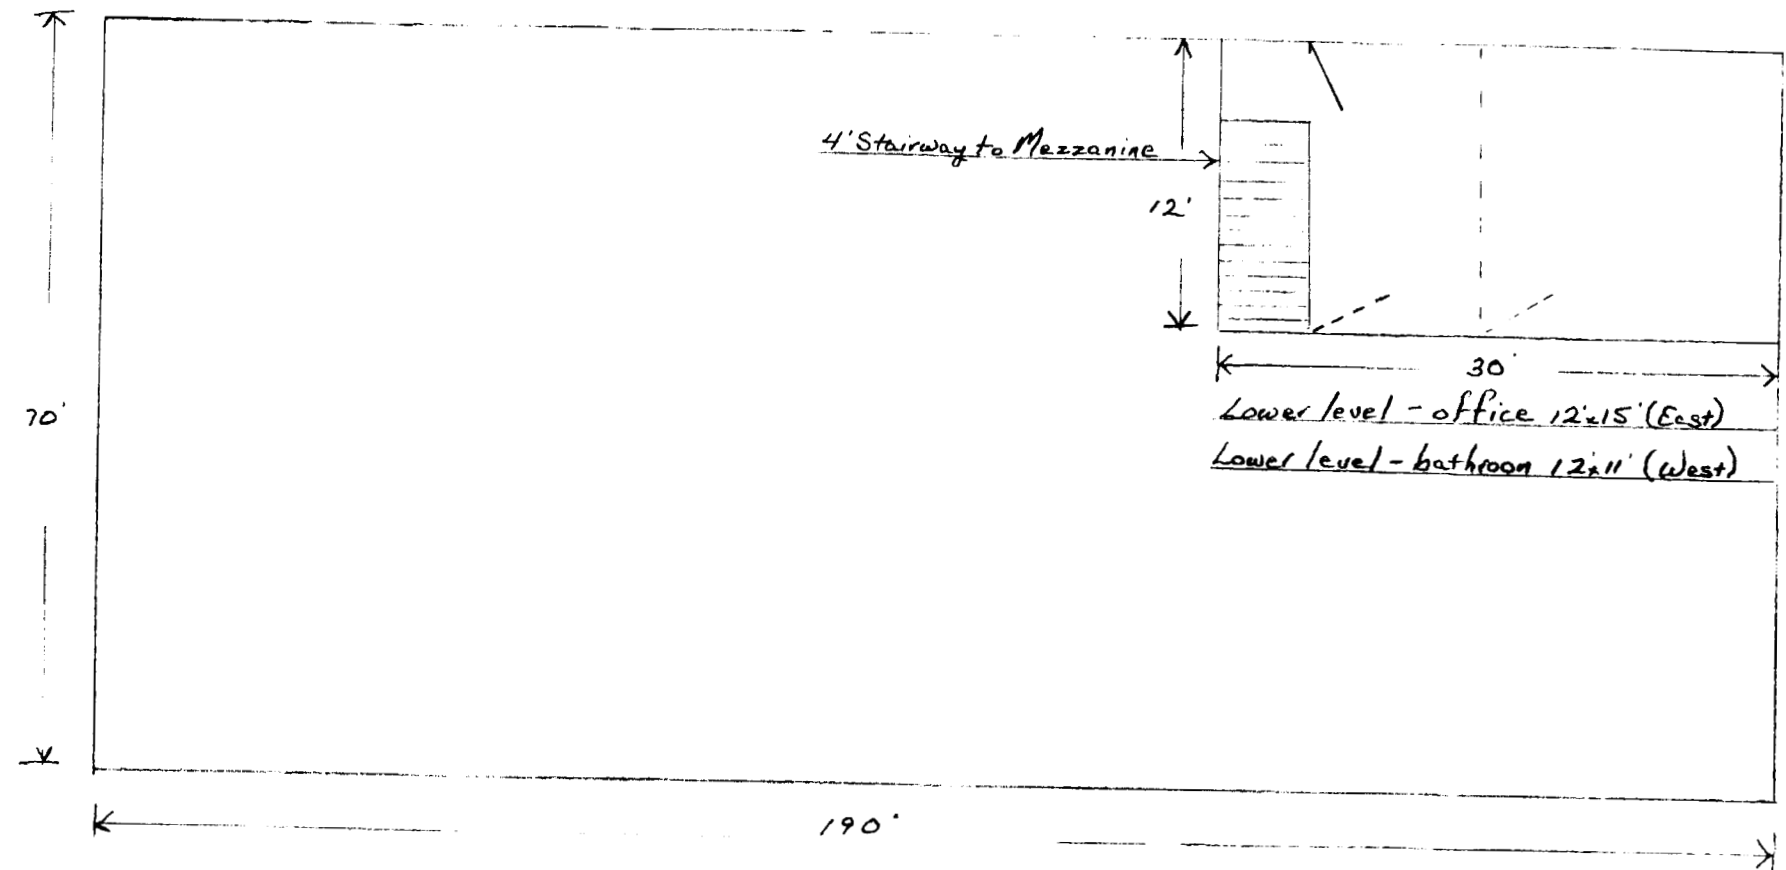 4' Stairway to Mezzanine
12'
30'
70'
Lower level - office 12'x15' (East)
Lower level - bathroom 12'x11' (West)
190'